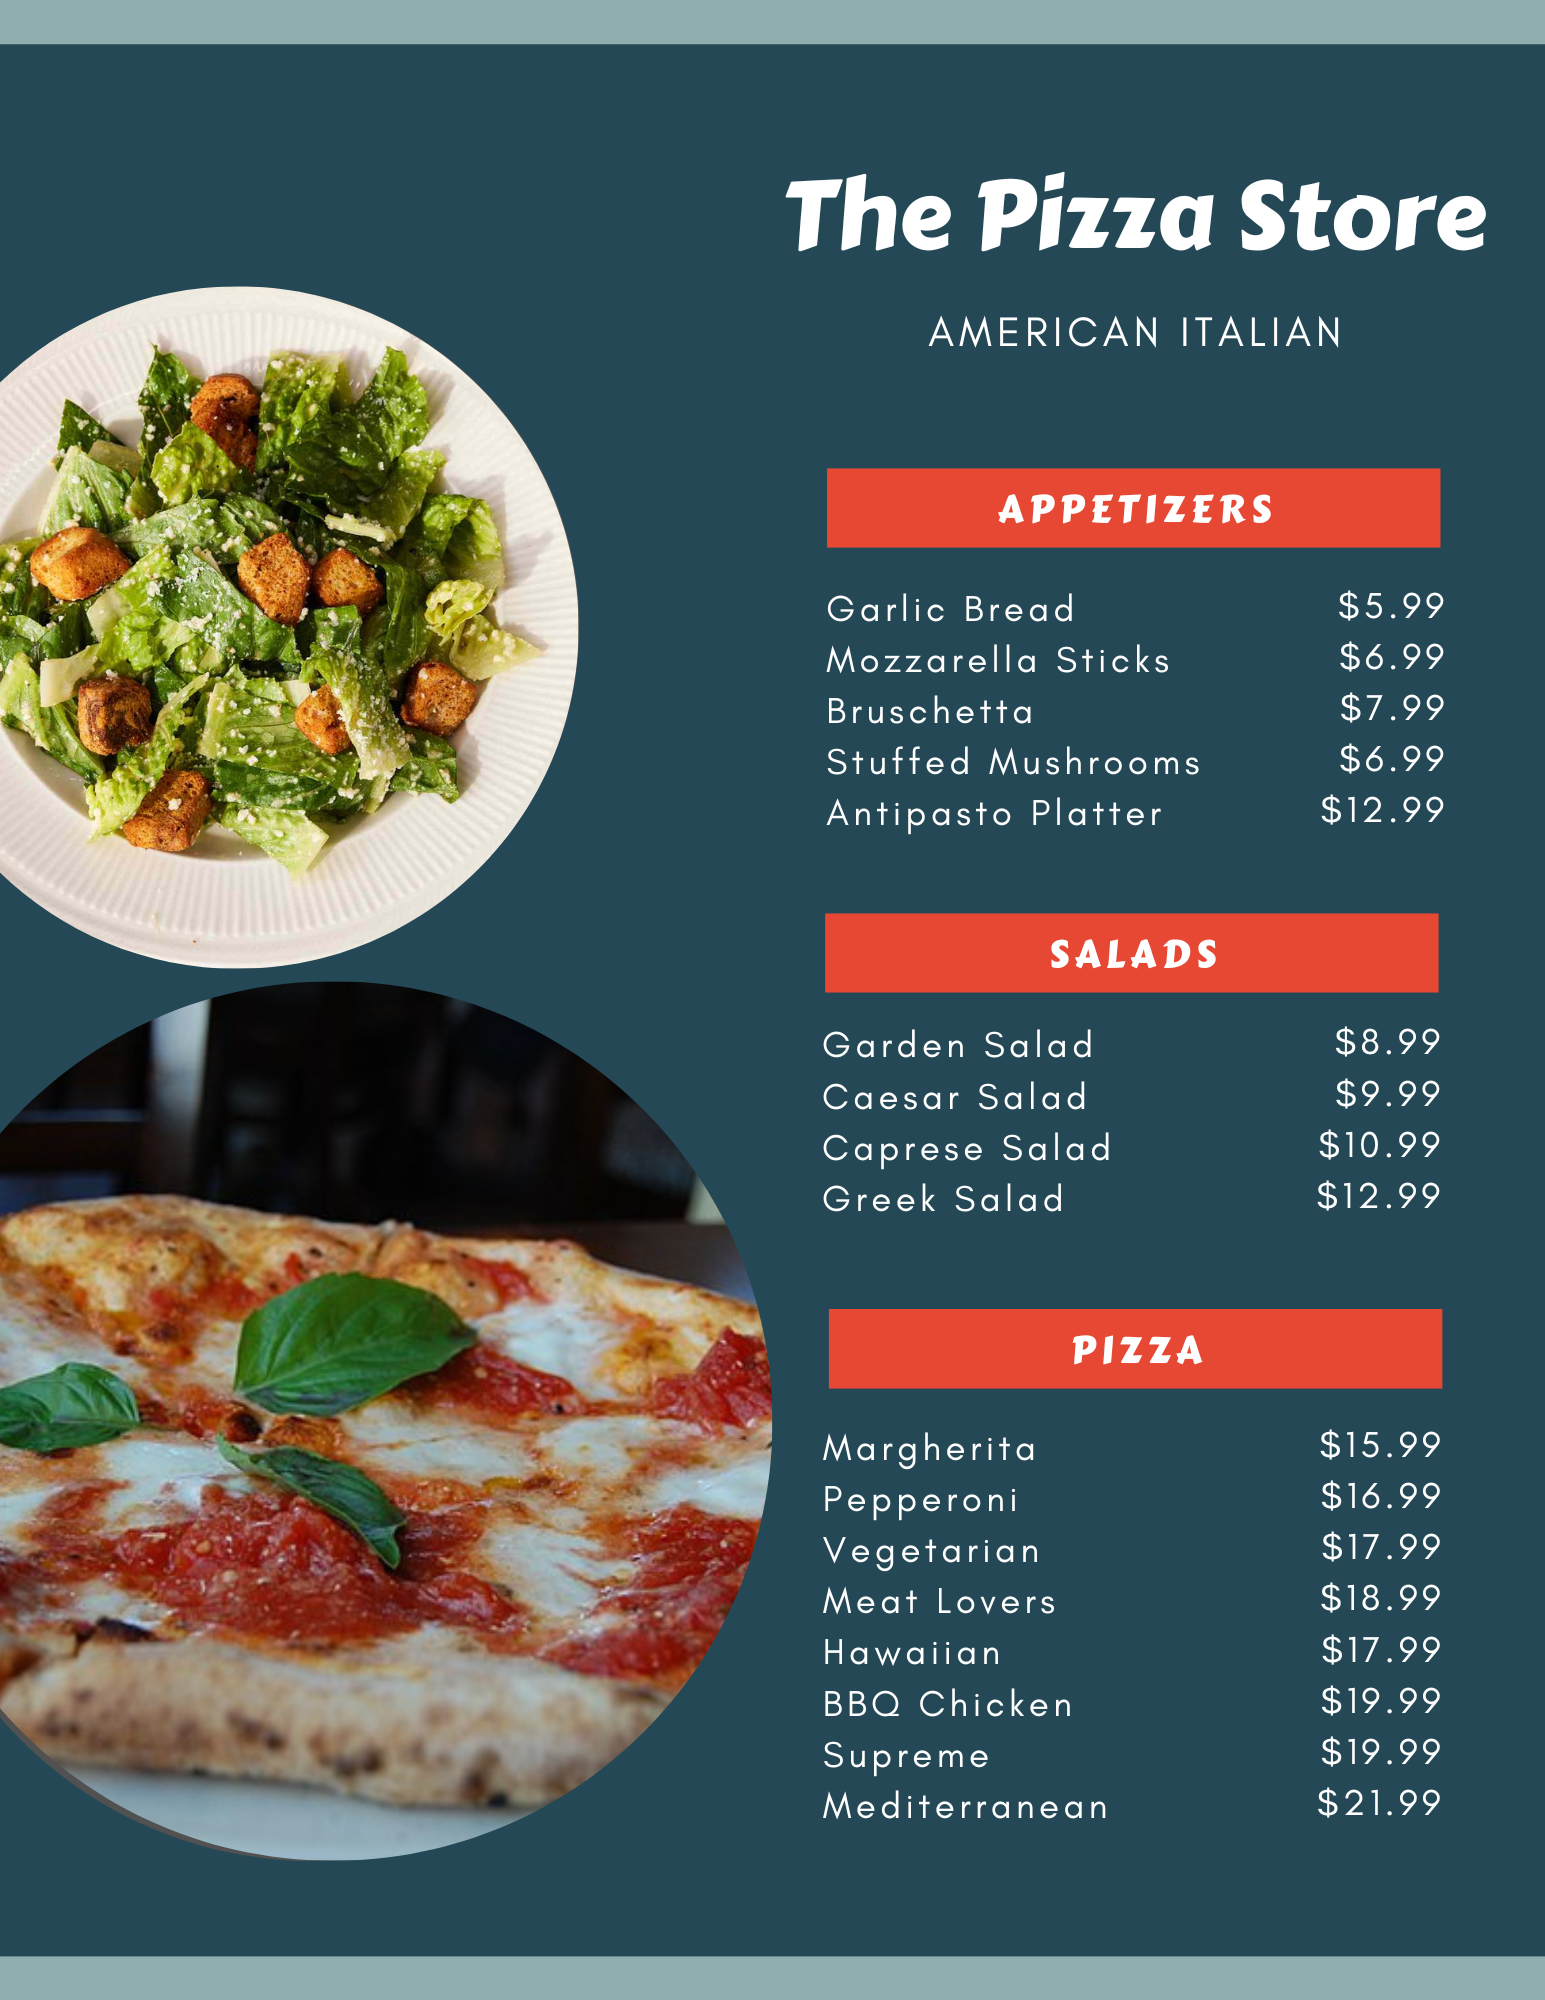 The Pizza Store
AMERICAN ITALIAN
APPETIZERS
Garlic Bread $5.99
Mozzarella Sticks $6.99
Bruschetta $7.99
Stuffed Mushrooms $6.99
Antipasto Platter $12.99
SALADS
Garden Salad $8.99
Caesar Salad $9.99
Caprese Salad $10.99
Greek Salad $12.99
PIZZA
Margherita $15.99
Pepperoni $16.99
Vegetarian $17.99
Meat Lovers $18.99
Hawaiian $17.99
BBQ Chicken $19.99
Supreme $19.99
Mediterranean $21.99